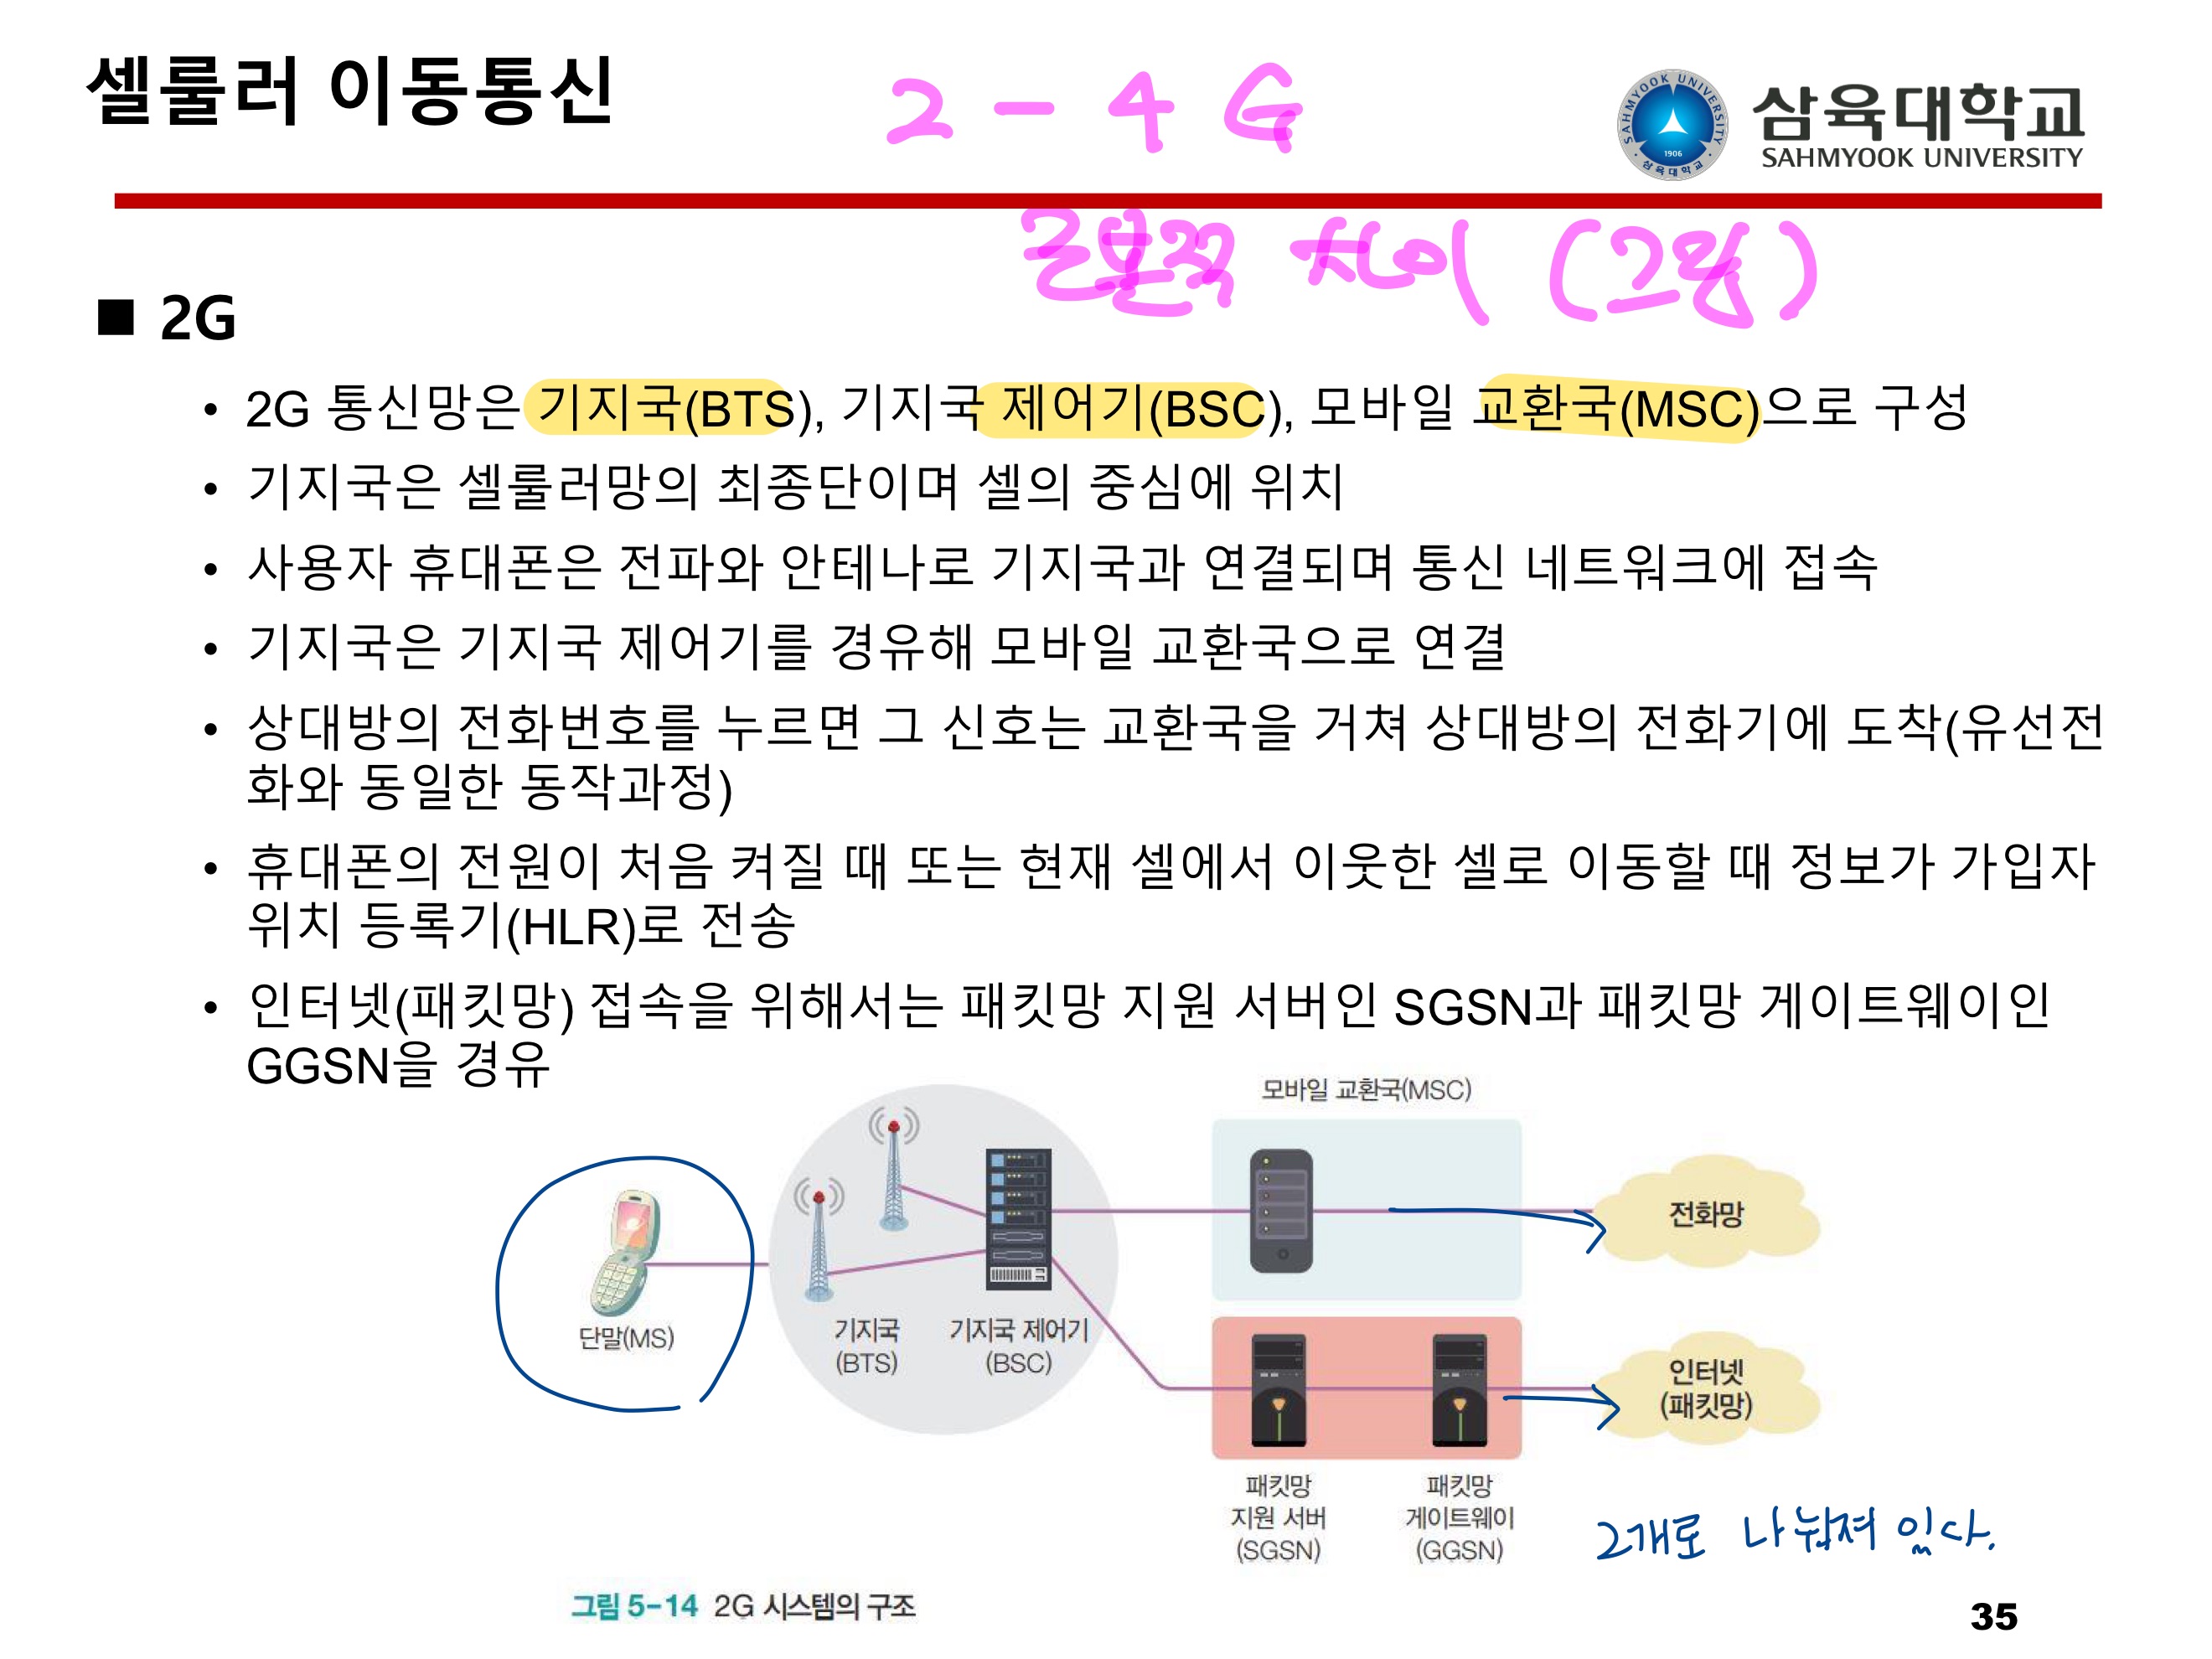 셀룰러 이동통신
2 - 4 G
삼육대학교
SAHMYOOK UNIVERSITY
SAHMYOOK UNIVERSITY
1906
삼육대학교
근본적 차이 (그림)
■ 2G
• 2G 통신망은 기지국(BTS), 기지국 제어기(BSC), 모바일 교환국(MSC)으로 구성
• 기지국은 셀룰러망의 최종단이며 셀의 중심에 위치
• 사용자 휴대폰은 전파와 안테나로 기지국과 연결되며 통신 네트워크에 접속
• 기지국은 기지국 제어기를 경유해 모바일 교환국으로 연결
• 상대방의 전화번호를 누르면 그 신호는 교환국을 거쳐 상대방의 전화기에 도착(유선전
화와 동일한 동작과정)
• 휴대폰의 전원이 처음 켜질 때 또는 현재 셀에서 이웃한 셀로 이동할 때 정보가 가입자
위치 등록기(HLR)로 전송
• 인터넷(패킷망) 접속을 위해서는 패킷망 지원 서버인 SGSN과 패킷망 게이트웨이인
GGSN을 경유
모바일 교환국(MSC)
전화망
단말(MS)
기지국
(BTS)
기지국 제어기
(BSC)
인터넷
(패킷망)
패킷망
지원 서버
(SGSN)
패킷망
게이트웨이
(GGSN)
2개로 나눠져 있다.
그림 5-14 2G 시스템의 구조
35